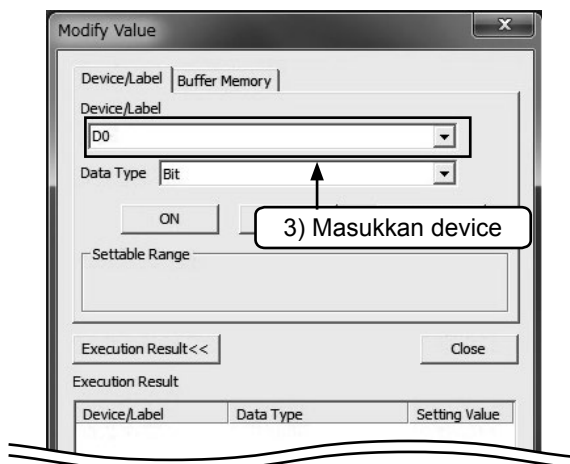 Modify Value
Device/Label Buffer Memory
Device/Label
D0
Data Type Bit
ON
3) Masukkan device
Settable Range
Execution Result<< Close
Execution Result
Device/Label Data Type Setting Value